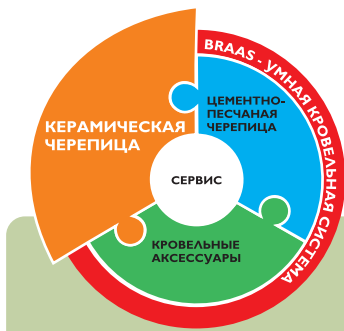 BRAAS - УМНАЯ КРОВЕЛЬНАЯ СИСТЕМА
ЦЕМЕНТНО-
ПЕСЧАНАЯ
ЧЕРЕПИЦА
КЕРАМИЧЕСКАЯ
ЧЕРЕПИЦА
СЕРВИС
КРОВЕЛЬНЫЕ
АКСЕССУАРЫ